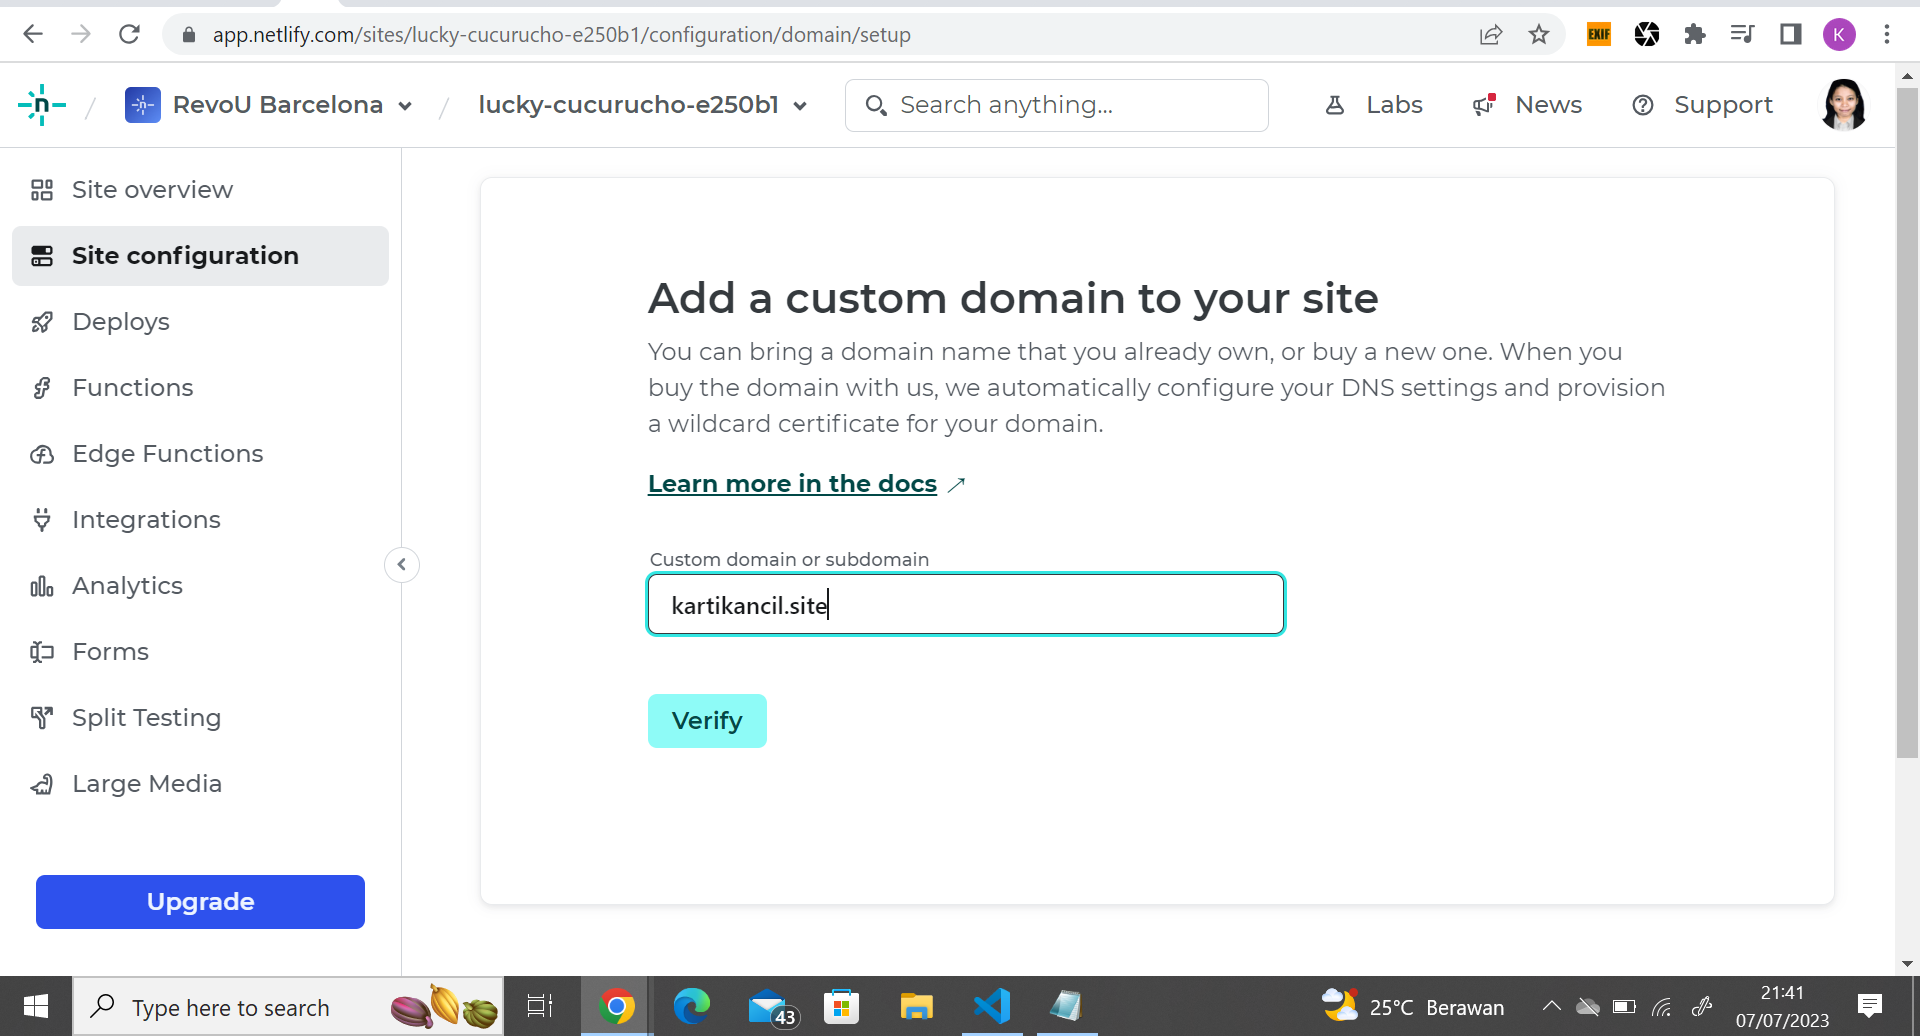 app.netlify.com/sites/lucky-cucurucho-e250b1/configuration/domain/setup
EXIF
K
n
RevoU Barcelona
lucky-cucurucho-e250b1
Search anything...
Labs
News
Support
Site overview
Site configuration
Deploys
Functions
Edge Functions
Integrations
Analytics
Forms
Split Testing
Large Media
Upgrade
Add a custom domain to your site
You can bring a domain name that you already own, or buy a new one. When you
buy the domain with us, we automatically configure your DNS settings and provision
a wildcard certificate for your domain.
Learn more in the docs
Custom domain or subdomain
kartikancil.site
Verify
Type here to search
43
25°C Berawan
21:41
07/07/2023